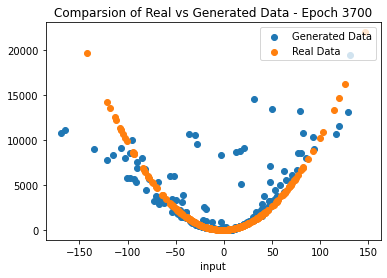 Comparsion of Real vs Generated Data - Epoch 3700
Generated Data
Real Data
20000
15000
10000
5000
0
−150 −100 −50 0 50 100 150
input